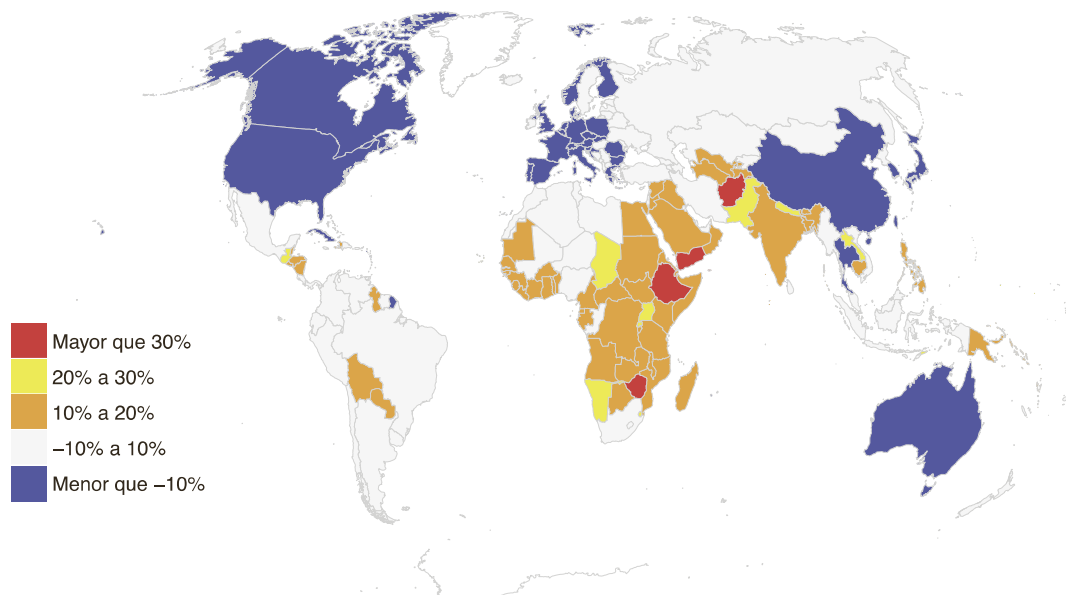 Mayor que 30%
20% a 30%
10% a 20%
–10% a 10%
Menor que –10%